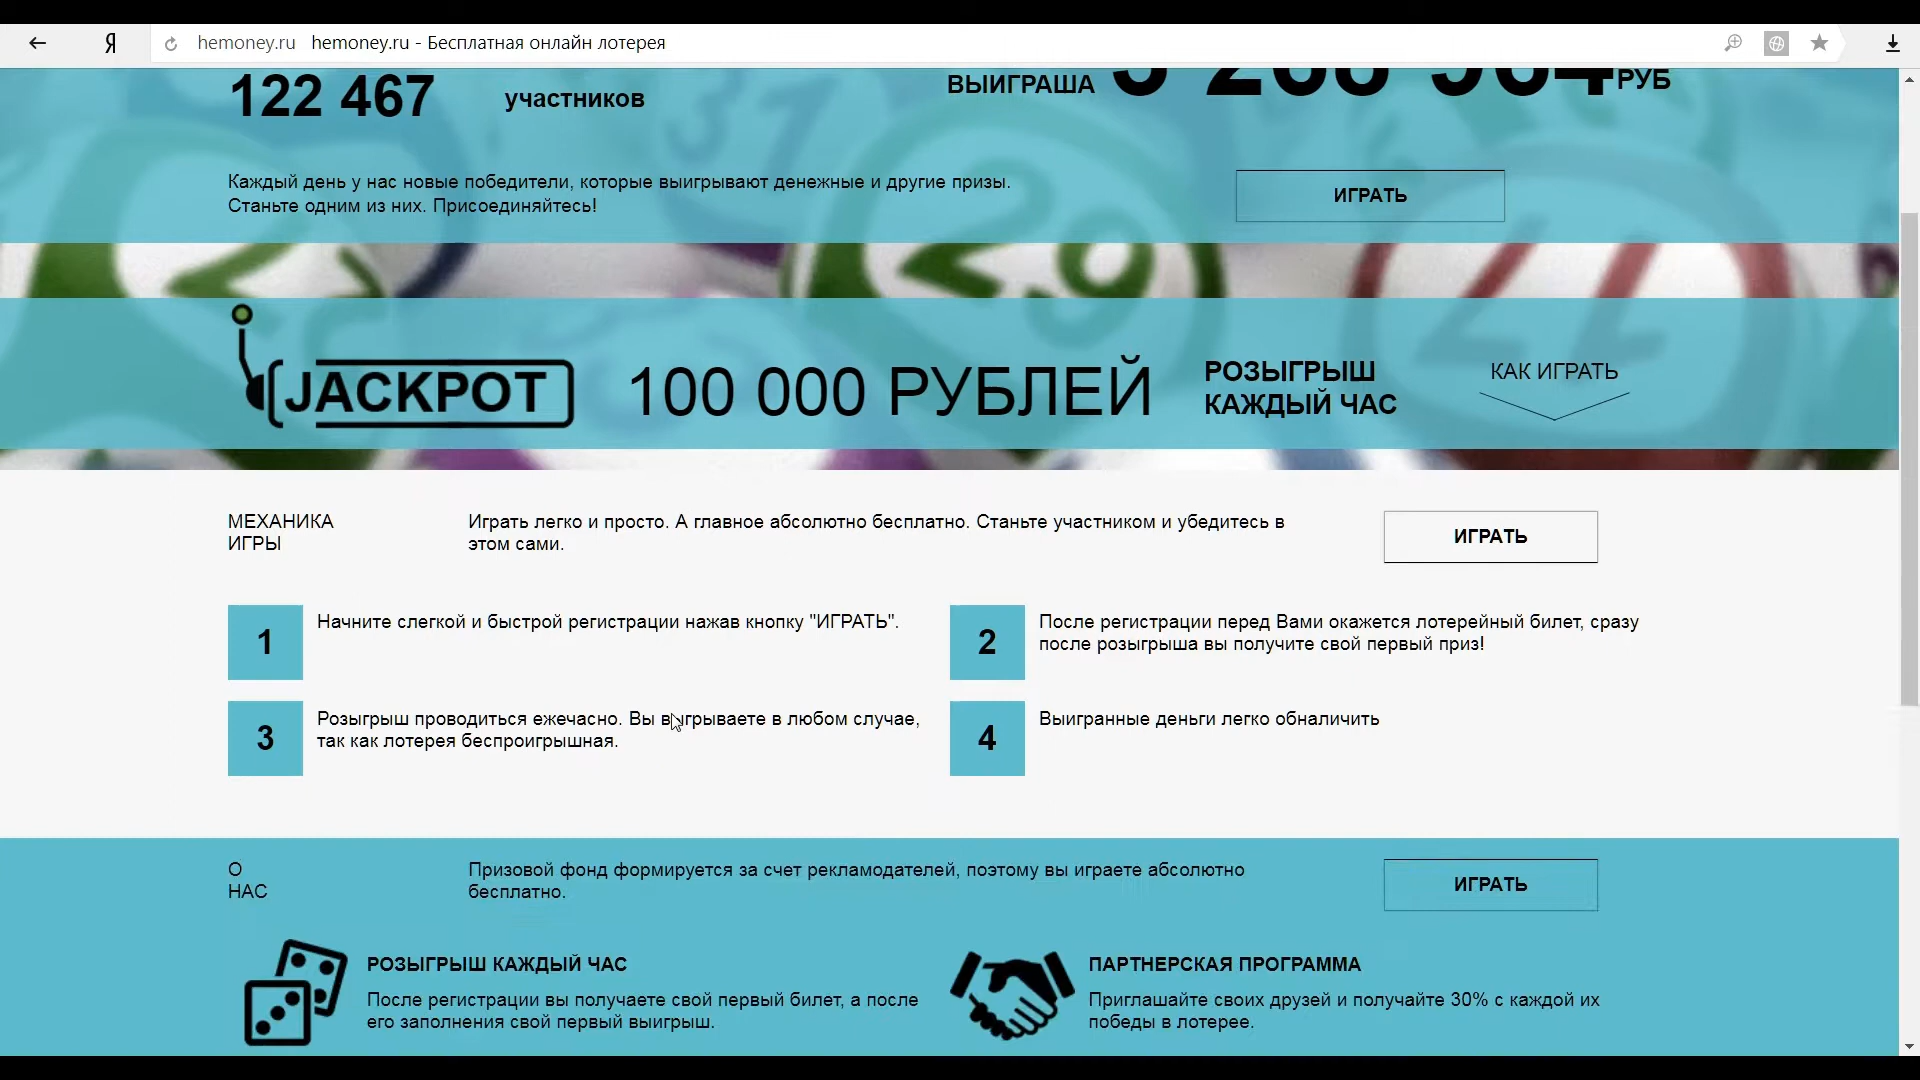 Я
hemoney.ru hemoney.ru - Бесплатная онлайн лотерея
122 467 участников
ВЫИГРАША РУБ
Каждый день у нас новые победители, которые выигрывают денежные и другие призы.
Станьте одним из них. Присоединяйтесь!
ИГРАТЬ
JACKPOT
100 000 РУБЛЕЙ
РОЗЫГРЫШ
КАЖДЫЙ ЧАС
КАК ИГРАТЬ
МЕХАНИКА
ИГРЫ
Играть легко и просто. А главное абсолютно бесплатно. Станьте участником и убедитесь в
этом сами.
ИГРАТЬ
1
Начните слегкой и быстрой регистрации нажав кнопку "ИГРАТЬ".
2
После регистрации перед Вами окажется лотерейный билет, сразу
после розыгрыша вы получите свой первый приз!
3
Розыгрыш проводиться ежечасно. Вы выигрываете в любом случае,
так как лотерея беспроигрышная.
4
Выигранные деньги легко обналичить
О
НАС
Призовой фонд формируется за счет рекламодателей, поэтому вы играете абсолютно
бесплатно.
ИГРАТЬ
РОЗЫГРЫШ КАЖДЫЙ ЧАС
После регистрации вы получаете свой первый билет, а после
его заполнения свой первый выигрыш.
ПАРТНЕРСКАЯ ПРОГРАММА
Приглашайте своих друзей и получайте 30% с каждой их
победы в лотерее.